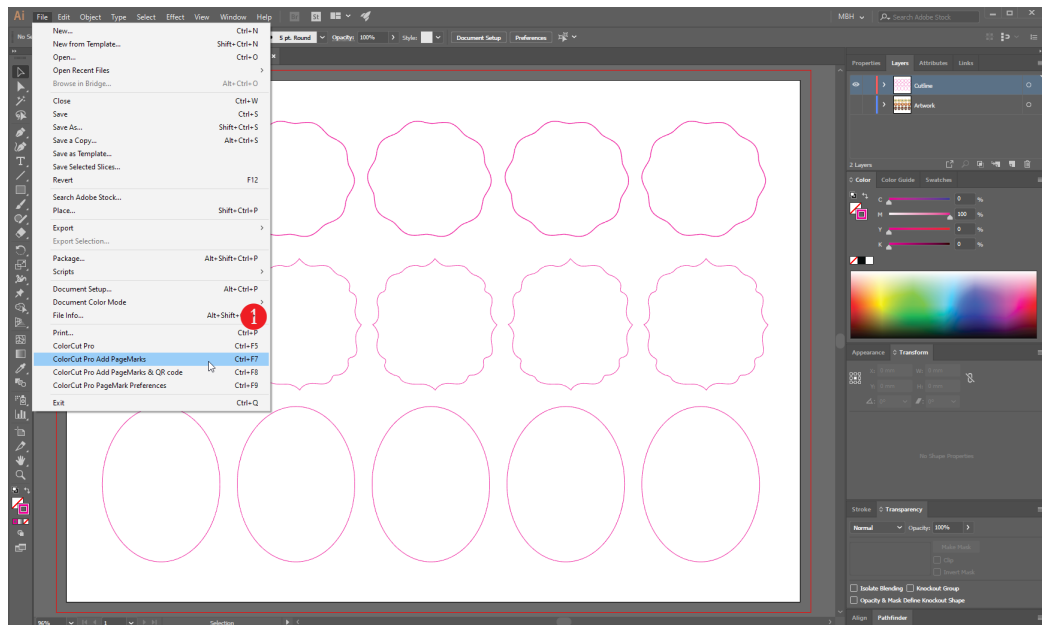 Ai File Edit Object Type Select Effect View Window Help St MBH Search Adobe Stock
No Se 5 pt. Round Opacity: 100% Style: Document Setup Preferences
New... Ctrl+N
New from Template... Shift+Ctrl+N
Open... Ctrl+O
Open Recent Files
Browse in Bridge... Alt+Ctrl+O
Close Ctrl+W
Save Ctrl+S
Save As... Shift+Ctrl+S
Save a Copy... Alt+Ctrl+S
Save as Template...
Save Selected Slices...
Revert F12
Search Adobe Stock...
Place... Shift+Ctrl+P
Export
Export Selection...
Package... Alt+Shift+Ctrl+P
Scripts
Document Setup... Alt+Ctrl+P
Document Color Mode
File Info... Alt+Shift+
1
Print... Ctrl+P
ColorCut Pro Ctrl+F5
ColorCut Pro Add PageMarks Ctrl+F7
ColorCut Pro Add PageMarks & QR code Ctrl+F8
ColorCut Pro PageMark Preferences Ctrl+F9
Exit Ctrl+Q
Properties Layers Attributes Links
Cutline
Artwork
2 Layers
Color Color Guide Swatches
C 0 %
M 100 %
Y 0 %
K 0 %
Appearance Transform
No Shape Properties
Stroke Transparency
Normal Opacity: 100%
Make Mask
Clip
Invert Mask
Isolate Blending Knockout Group
Opacity & Mask Define Knockout Shape
Align Pathfinder
96% 1 Selection